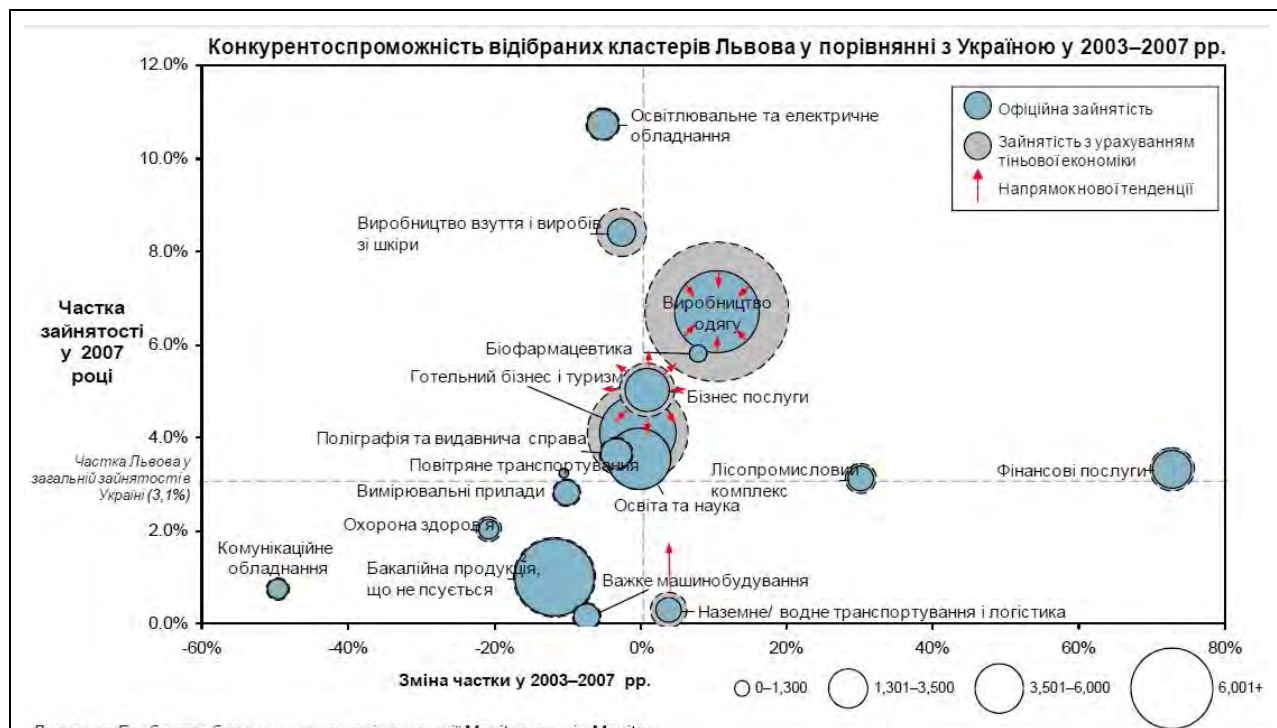 Конкурентоспроможність відібраних кластерів Львова у порівнянні з Україною у 2003–2007 рр.
12.0%
10.0%
8.0%
6.0%
4.0%
2.0%
0.0%
Частка
зайнятості
у 2007
році
Частка Львова у
загальній зайнятості в
Україні (3,1%)
Офіційна зайнятість
Зайнятість з урахуванням
тіньової економіки
Напрямок нової тенденції
Освітлювальне та електричне
обладнання
Виробництво взуття і виробів
зі шкіри
Виробництво
одягу
Біофармацевтика
Готельний бізнес і туризм
Бізнес послуги
Поліграфія та видавнича справа
Повітряне транспортування
Вимірювальні прилади
Освіта та наука
Лісопромисловий
комплекс
Фінансові послуги
Охорона здоров'я
Комунікаційне
обладнання
Бакалійна продукція,
що не псується
Важке машинобудування
Наземне/ водне транспортування і логістика
-60%
-40%
-20%
0%
20%
40%
60%
80%
Зміна частки у 2003–2007 рр.
0–1,300
1,301–3,500
3,501–6,000
6,001+